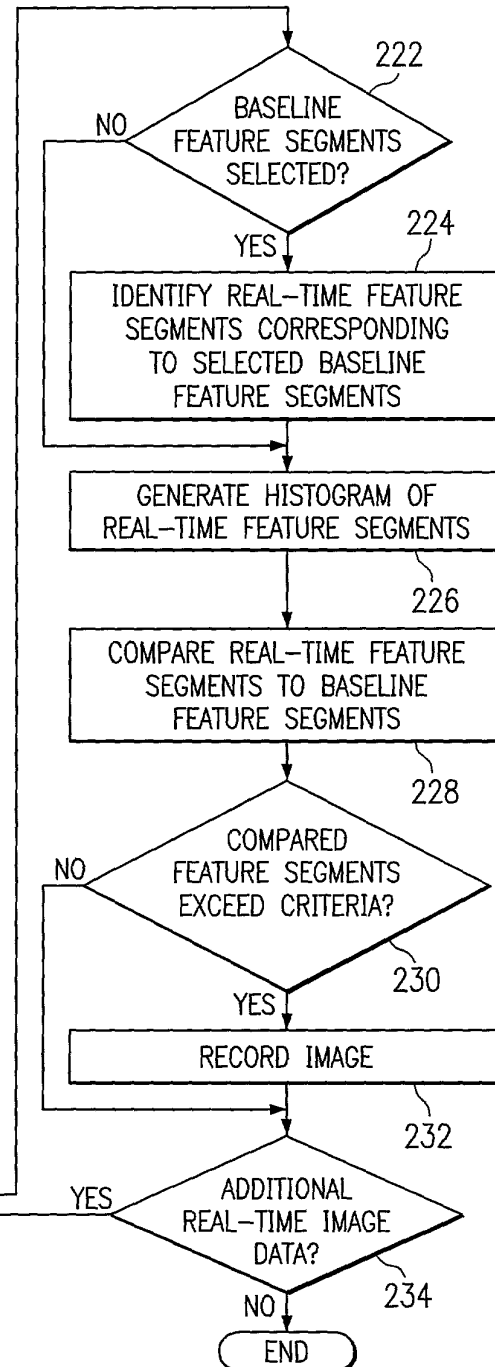 222
BASELINE
FEATURE SEGMENTS
SELECTED?
NO
YES
224
IDENTIFY REAL-TIME FEATURE
SEGMENTS CORRESPONDING
TO SELECTED BASELINE
FEATURE SEGMENTS
GENERATE HISTOGRAM OF
REAL-TIME FEATURE SEGMENTS
226
COMPARE REAL-TIME FEATURE
SEGMENTS TO BASELINE
FEATURE SEGMENTS
228
COMPARED
FEATURE SEGMENTS
EXCEED CRITERIA?
NO
230
YES
RECORD IMAGE
232
ADDITIONAL
REAL-TIME IMAGE
DATA?
YES
234
NO
END